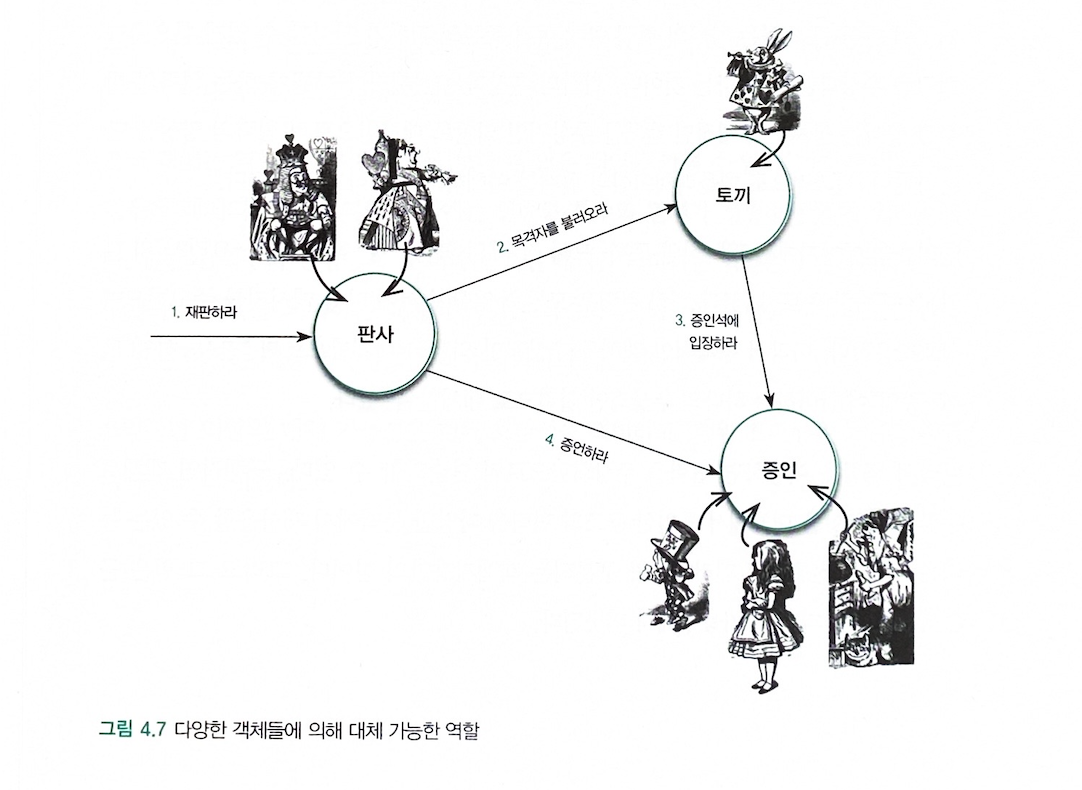 토끼
2. 목격자를 불러오라
1. 재판하라
판사
3. 증인석에
입장하라
4. 증언하라
증인
그림 4.7 다양한 객체들에 의해 대체 가능한 역할